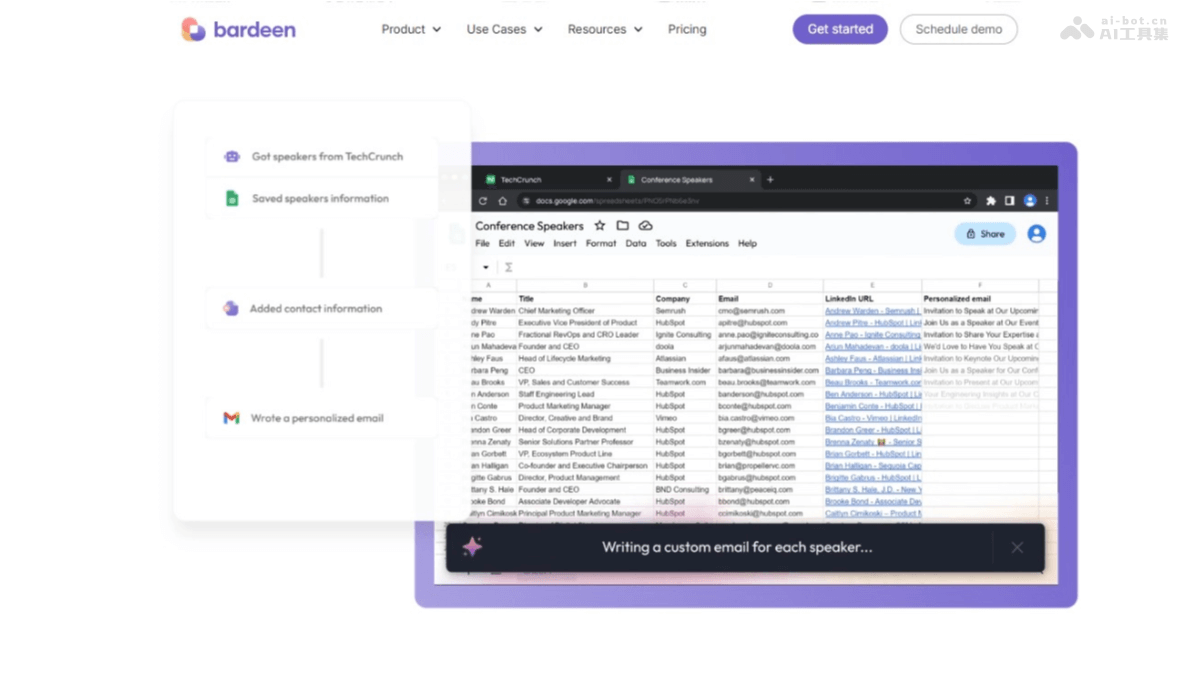 bardeen
Product Use Cases Resources Pricing
Get started Schedule demo
ai-bot.cn
AI工具集
Got speakers from TechCrunch
Saved speakers information
Added contact information
Wrote a personalized email
TechCrunch Conference Speakers
docs.google.com/spreadsheets/
Conference Speakers
Share
File Edit View Insert Format Data Tools Extensions Help
Σ
A B C D E F
me Title Company Email LinkedIn URL Personalized email
drew Warden Chief Marketing Officer Semrush cmo@semrush.com Andrew Warden - Semrush | Invitation to Speak at Our Upcomin
dy Pitre Executive Vice President of Product HubSpot apitre@hubspot.com Andrew Pitre - HubSpot | Lin Join Us as a Speaker at Our Event
ne Pao Fractional RevOps and CRO Leader Ignite Consulting anne.pao@igniteconsulting.co Anne Pao - Ignite Consulting Invitation to Share Your Expertise a
jun Mahadeva Founder and CEO doola arjunmahadevan@doola.com Arjun Mahadevan - doola | Li We'd Love to Have You Speak at O
hley Faus Head of Lifecycle Marketing Atlassian afaus@atlassian.com Ashley Faus - Atlassian | Lin Invitation to Keynote Our Upcoming
rbara Peng CEO Business Insider barbara@businessinsider.com Barbara Peng - Business Insi Join Us as a Speaker for Our Conf
au Brooks VP, Sales and Customer Success Teamwork.com beau.brooks@teamwork.com Beau Brooks - Teamwork.cor Invitation to Present at Our Upcom
n Anderson Staff Engineering Lead HubSpot banderson@hubspot.com Ben Anderson - HubSpot | Li Your Engineering Insights at Our C
n Conte Product Marketing Manager HubSpot bconte@hubspot.com Benjamin Conte - HubSpot |
a Castro Director, Creative and Brand Vimeo bia.castro@vimeo.com Bia Castro - Vimeo | LinkedIn
andon Greer Head of Corporate Development HubSpot bgreer@hubspot.com Brandon Greer - HubSpot | Li
enna Zenaty Senior Solutions Partner Professor HubSpot bzenaty@hubspot.com Brenna Zenaty - Senior S
an Gorbett VP, Ecosystem Product Line HubSpot bgorbett@hubspot.com Brian Gorbett - HubSpot | Lin
an Halligan Co-founder and Executive Chairperson HubSpot brian@propellervc.com Brian Halligan - Sequoia Cap
gitte Gabrus Director, Product Management HubSpot bgabrus@hubspot.com Brigitte Gabrus - HubSpot | L
ttany S. Hale Founder and CEO BND Consulting brittany@peaceiq.com Brittany S. Hale, J.D. - New Y
ooke Bond Associate Developer Advocate HubSpot bbond@hubspot.com Brooke Bond - Associate Dev
itlyn Cimikosk Principal Product Marketing Manager HubSpot ccimikoski@hubspot.com Caitlyn Cimikoski - Product M
Writing a custom email for each speaker...